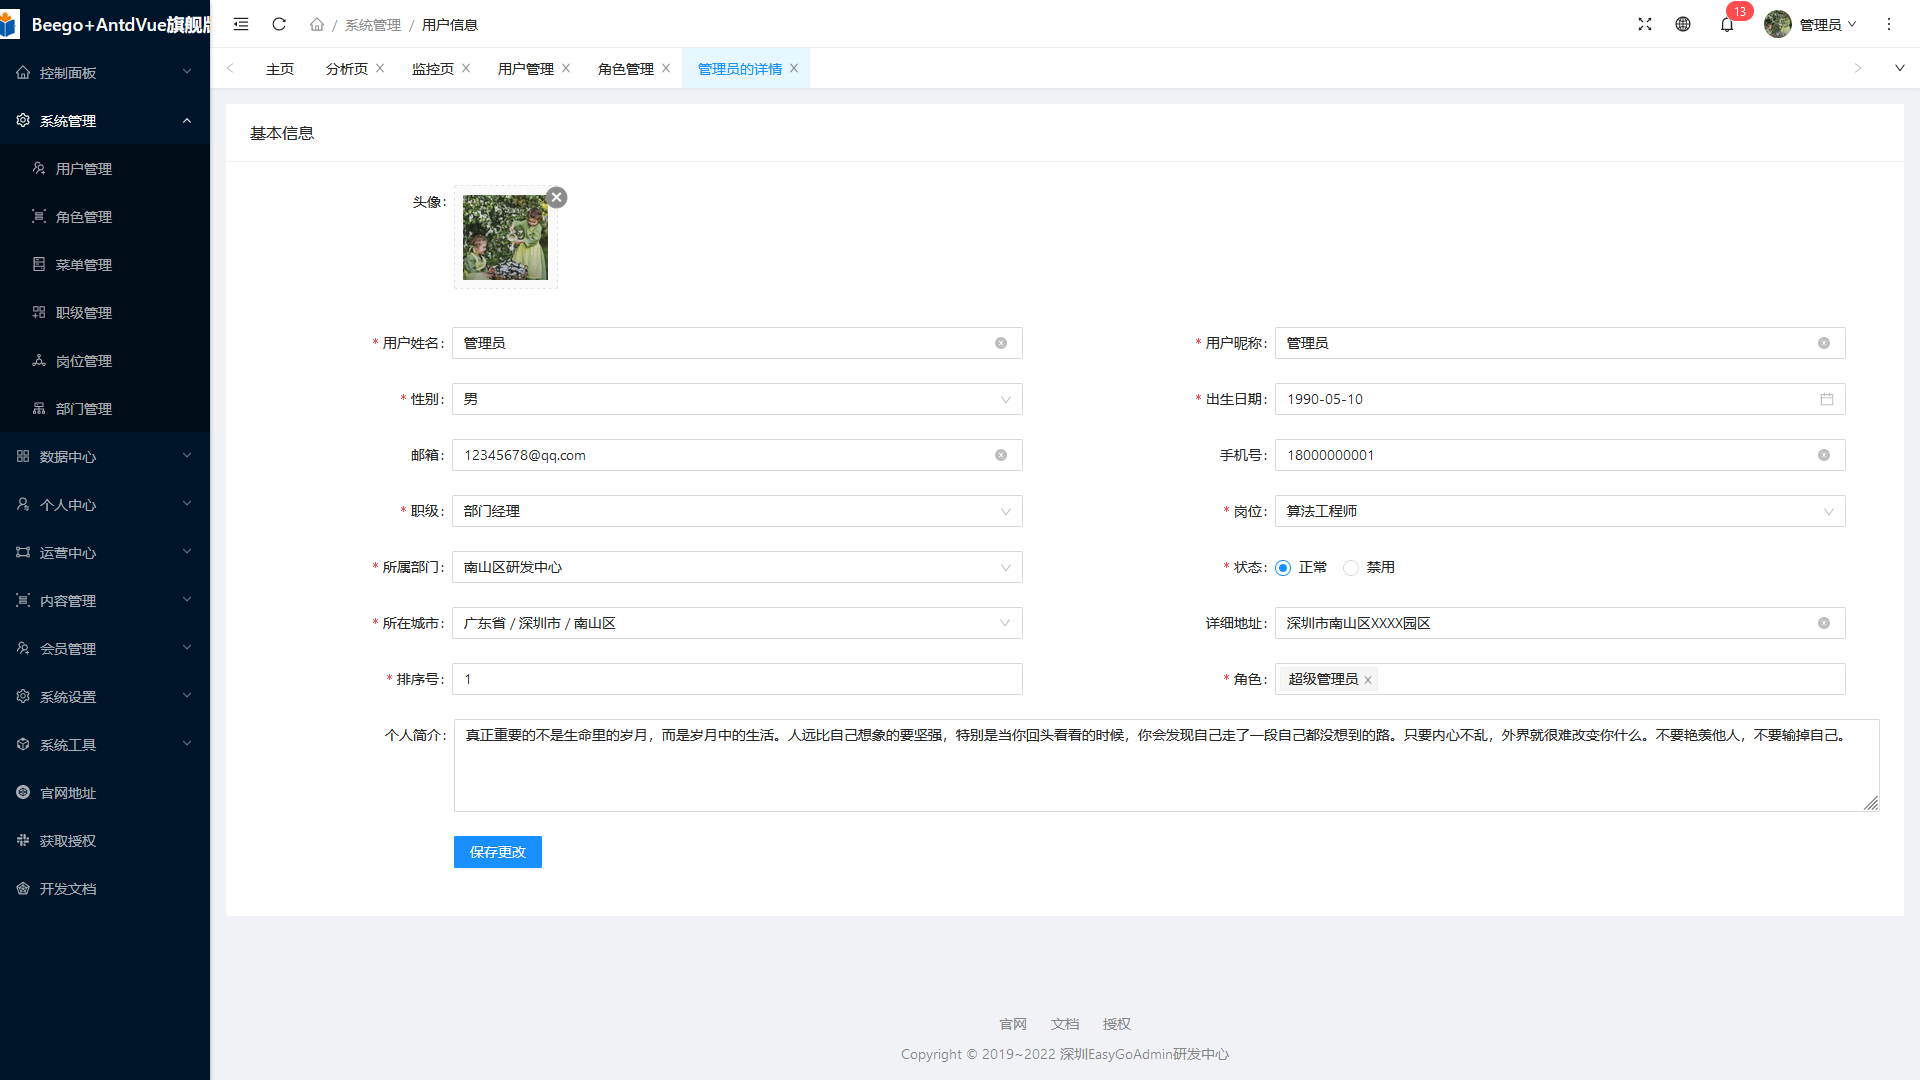 Beego+AntdVue旗舰版
控制面板
系统管理
用户管理
角色管理
菜单管理
职级管理
岗位管理
部门管理
数据中心
个人中心
运营中心
内容管理
会员管理
系统设置
系统工具
官网地址
获取授权
开发文档
/ 系统管理 / 用户信息
13
管理员
主页 分析页 监控页 用户管理 角色管理 管理员的详情
基本信息
头像:
* 用户姓名: 管理员
* 用户昵称: 管理员
* 性别: 男
* 出生日期: 1990-05-10
邮箱: 12345678@qq.com
手机号: 18000000001
* 职级: 部门经理
* 岗位: 算法工程师
* 所属部门: 南山区研发中心
* 状态: 正常 禁用
* 所在城市: 广东省 / 深圳市 / 南山区
详细地址: 深圳市南山区XXXX园区
* 排序号: 1
* 角色: 超级管理员
个人简介: 真正重要的不是生命里的岁月，而是岁月中的生活。人远比自己想象的要坚强，特别是当你回头看看的时候，你会发现自己走了一段自己都没想到的路。只要内心不乱，外界就很难改变你什么。不要艳羡他人，不要输掉自己。
保存更改
官网 文档 授权
Copyright © 2019~2022 深圳EasyGoAdmin研发中心